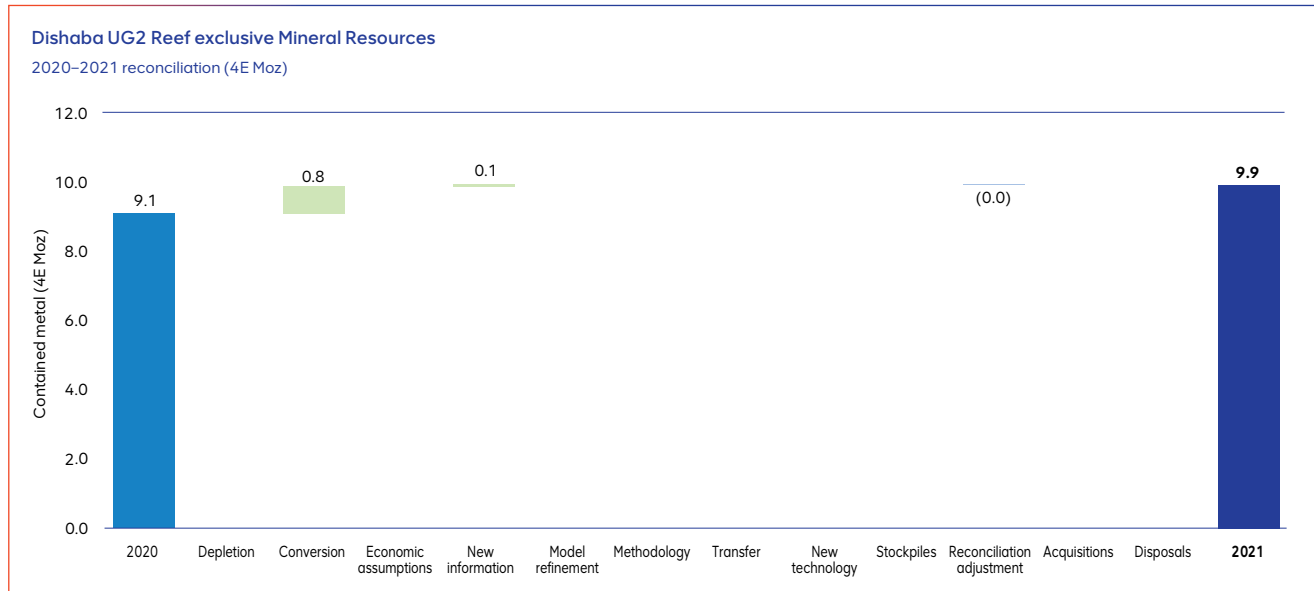 Dishaba UG2 Reef exclusive Mineral Resources
2020–2021 reconciliation (4E Moz)
Contained metal (4E Moz)
12.0
10.0
8.0
6.0
4.0
2.0
0.0
9.1
0.8
0.1
(0.0)
9.9
2020
Depletion
Conversion
Economic
assumptions
New
information
Model
refinement
Methodology
Transfer
New
technology
Stockpiles
Reconciliation
adjustment
Acquisitions
Disposals
2021